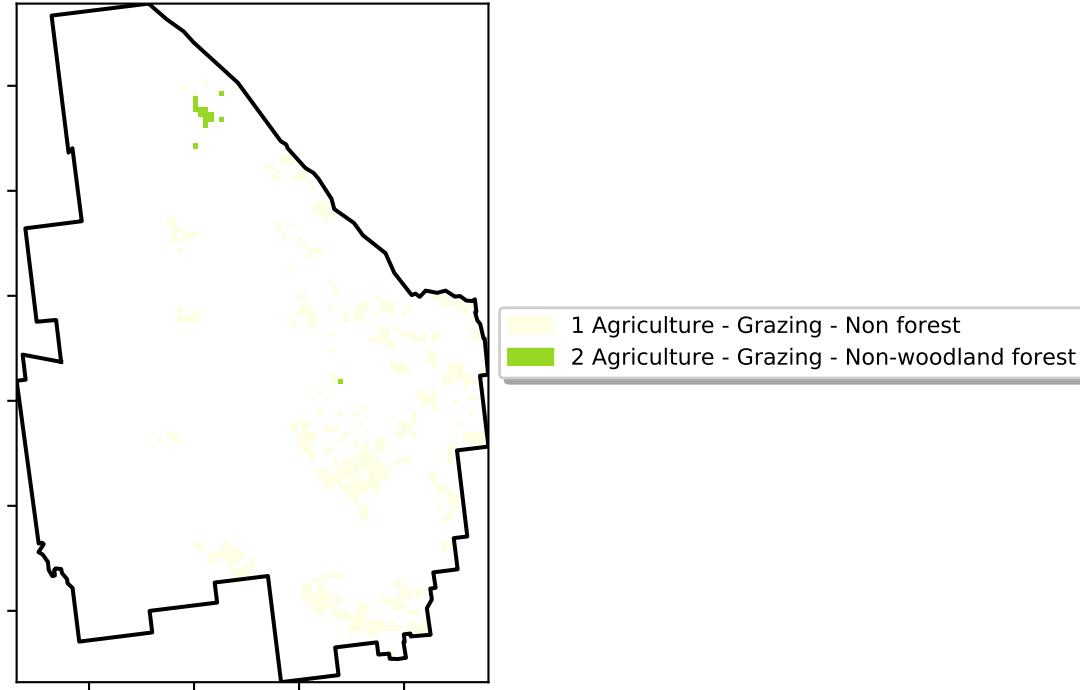 1 Agriculture - Grazing - Non forest
2 Agriculture - Grazing - Non-woodland forest